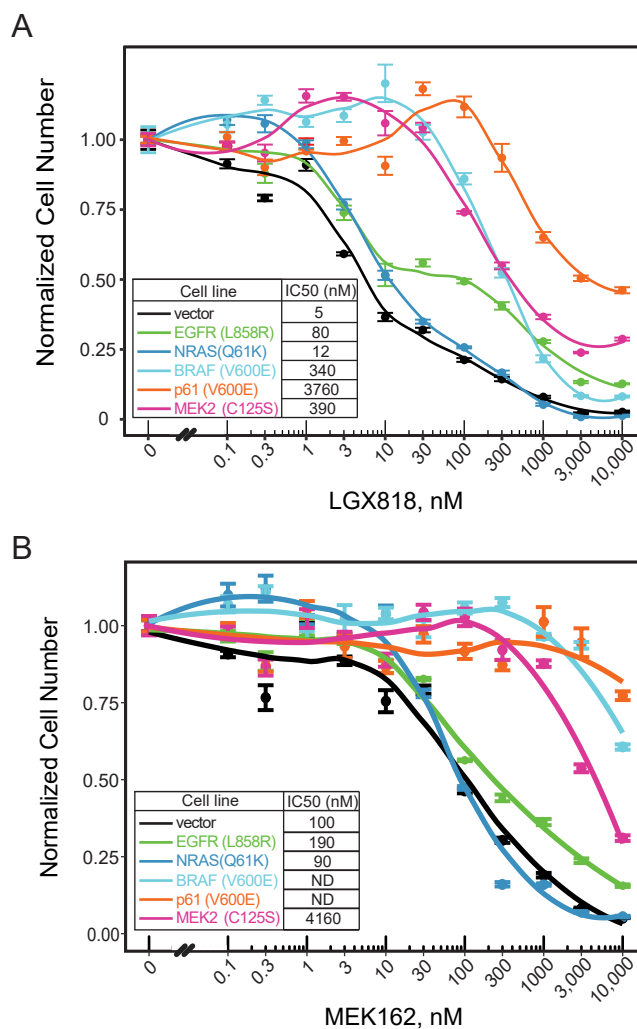 A
Normalized Cell Number
1.00
0.75
0.50
0.25
0
Cell line IC50 (nM)
vector 5
EGFR (L858R) 80
NRAS(Q61K) 12
BRAF (V600E) 340
p61 (V600E) 3760
MEK2 (C125S) 390
0 0.1 0.3 1 3 10 30 100 300 1000 3,000 10,000
LGX818, nM
B
Normalized Cell Number
1.00
0.75
0.50
0.25
0.00
Cell line IC50 (nM)
vector 100
EGFR (L858R) 190
NRAS(Q61K) 90
BRAF (V600E) ND
p61 (V600E) ND
MEK2 (C125S) 4160
0 0.1 0.3 1 3 10 30 100 300 1000 3,000 10,000
MEK162, nM